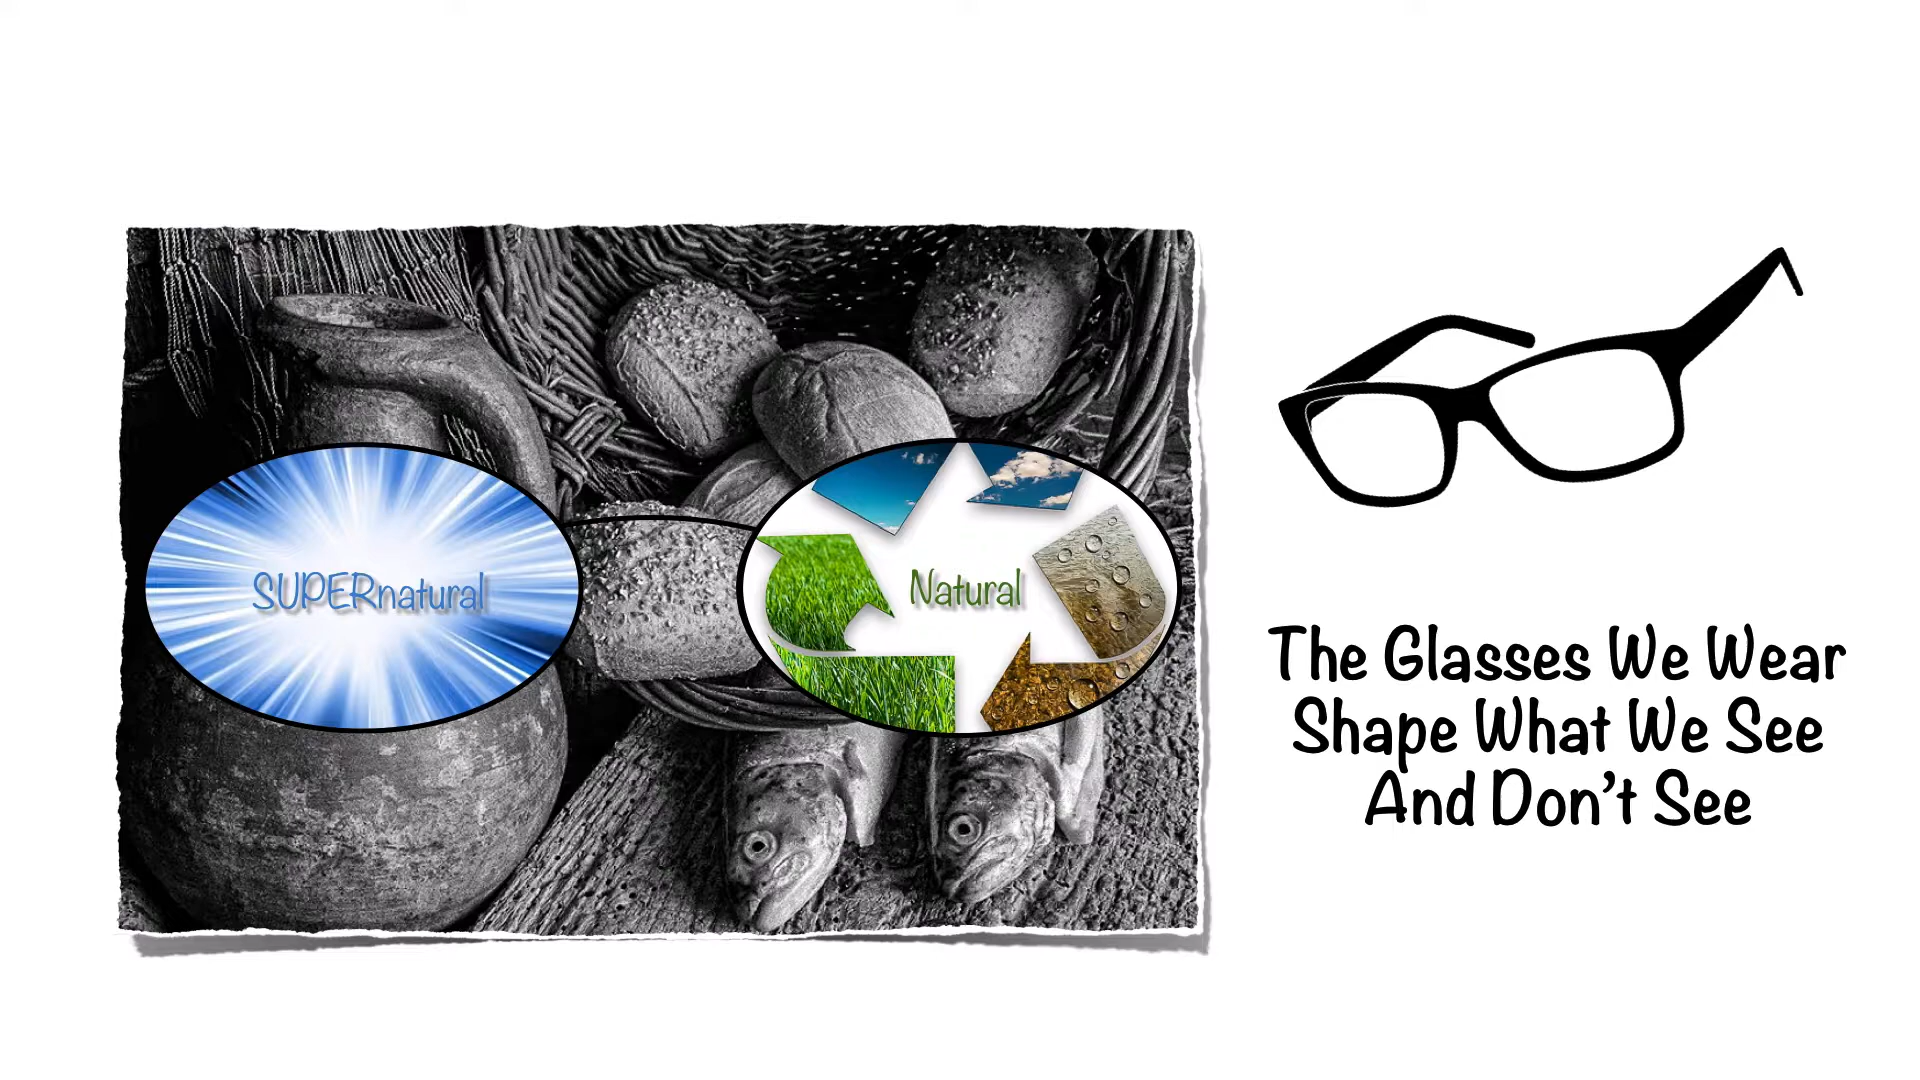 SUPERnatural
Natural
The Glasses We Wear
Shape What We See
And Don't See